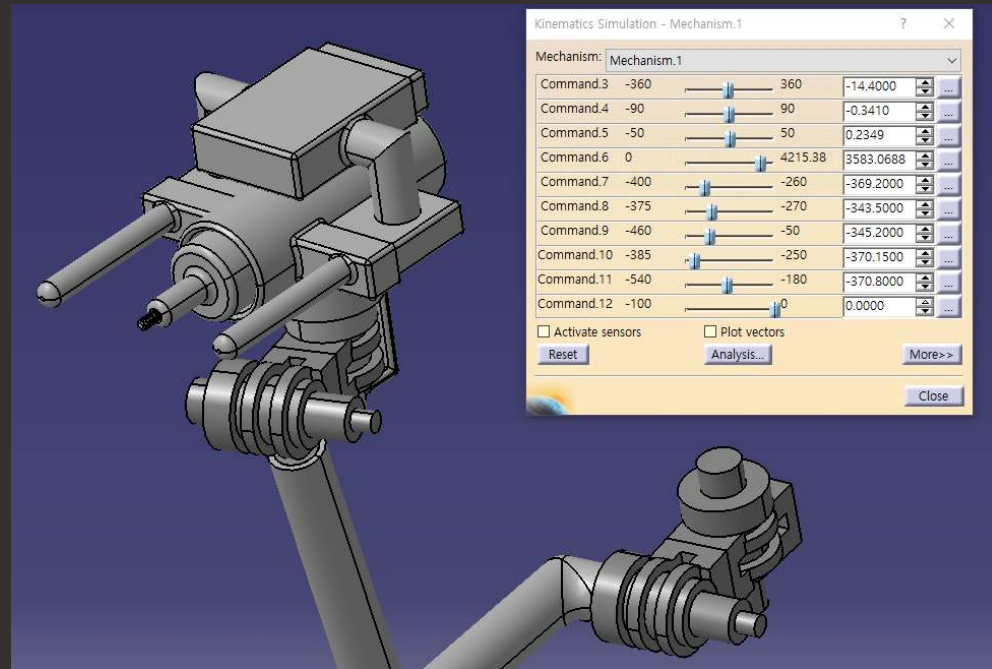 Kinematics Simulation - Mechanism.1 ? ×
Mechanism: Mechanism.1
Command.3 -360 360 -14.4000 ...
Command.4 -90 90 -0.3410 ...
Command.5 -50 50 0.2349 ...
Command.6 0 4215.38 3583.0688 ...
Command.7 -400 -260 -369.2000 ...
Command.8 -375 -270 -343.5000 ...
Command.9 -460 -50 -345.2000 ...
Command.10 -385 -250 -370.1500 ...
Command.11 -540 -180 -370.8000 ...
Command.12 -100 0 0.0000 ...
Activate sensors Plot vectors
Reset Analysis... More>>
Close